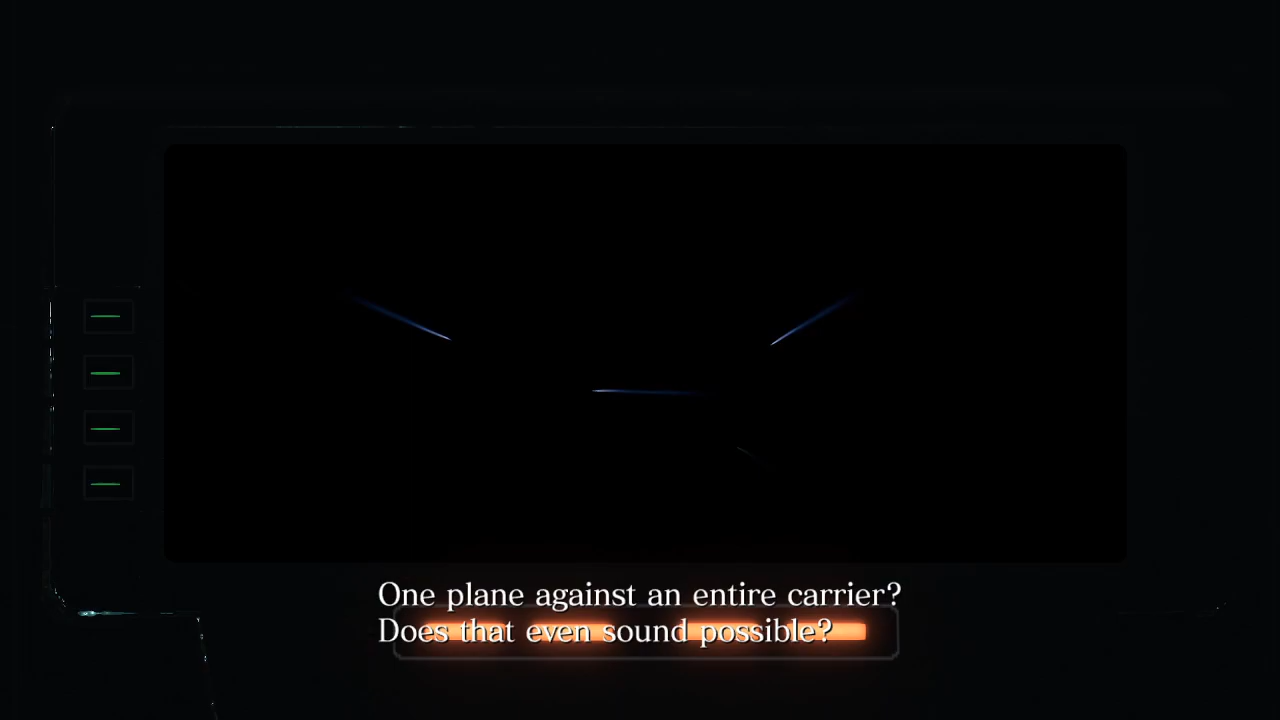 One plane against an entire carrier?
Does that even sound possible?